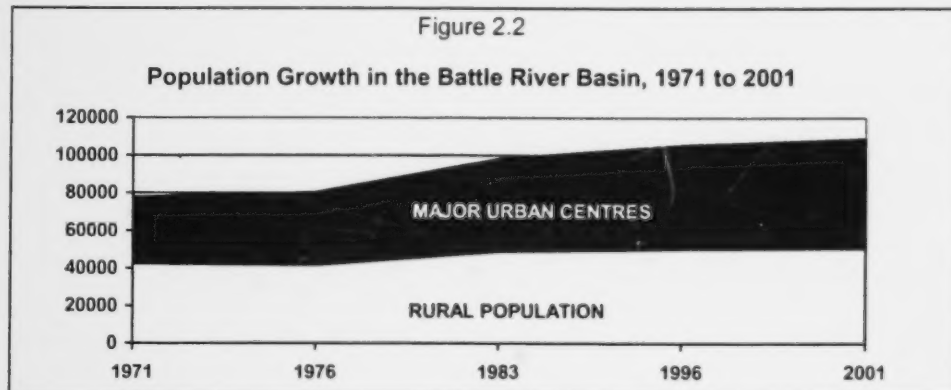 Figure 2.2
Population Growth in the Battle River Basin, 1971 to 2001
120000
100000
80000
MAJOR URBAN CENTRES
60000
40000
20000
RURAL POPULATION
0
1971 1976 1983 1996 2001